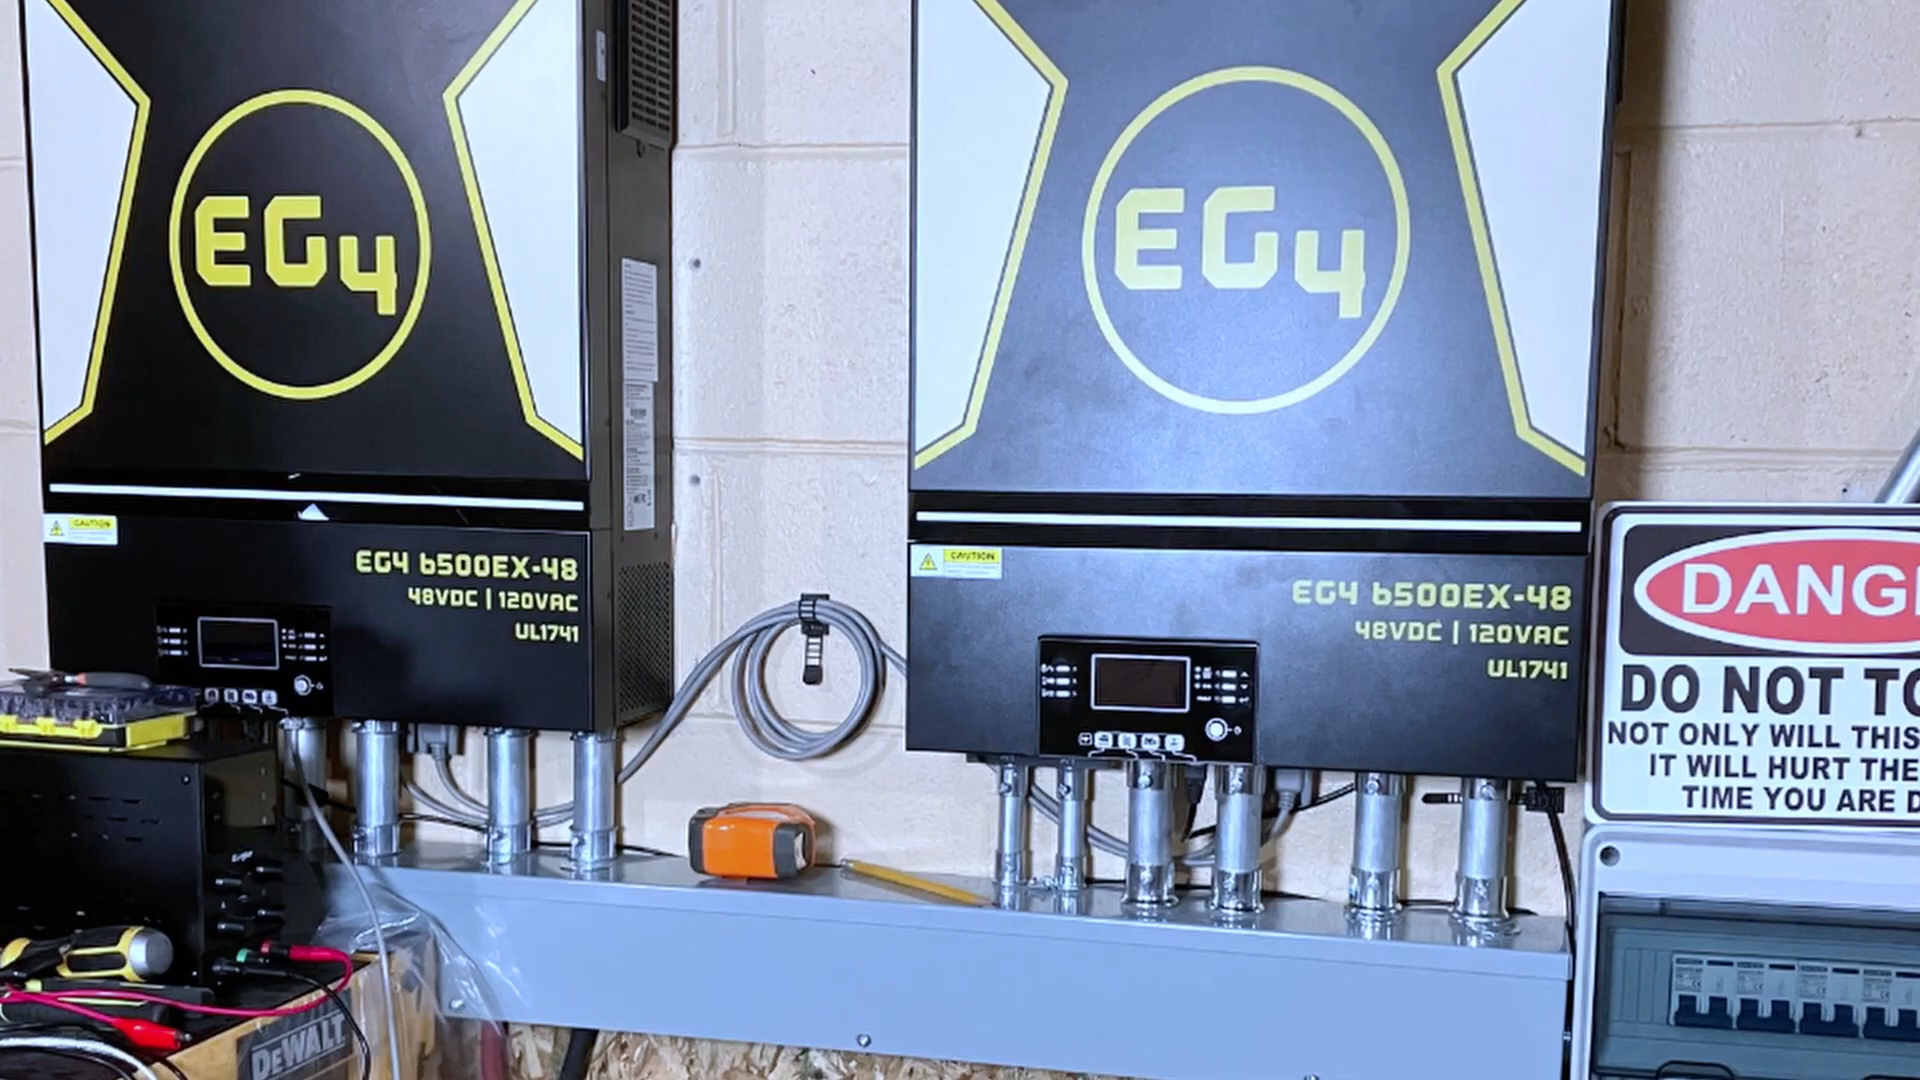 EG4
CAUTION
EG4 6500EX-48
48VDC | 120VAC
UL1741
EG4
CAUTION
EG4 6500EX-48
48VDC | 120VAC
UL1741
DANG
DO NOT TO
NOT ONLY WILL THIS
IT WILL HURT THE
TIME YOU ARE D
DEWALT